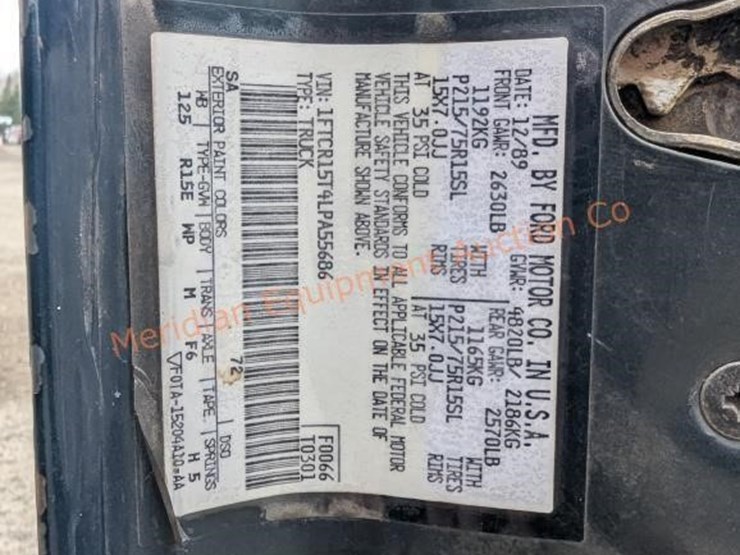 MFD. BY FORD MOTOR CO. IN U.S.A.
DATE: 12/89 GVWR: 4820LB/ 2186KG
FRONT GAWR: 2630LB REAR GAWR: 2570LB
1192KG WITH 1165KG WITH
P215/75R15SL TIRES P215/75R15SL TIRES
15X7.0JJ RIMS 15X7.0JJ RIMS
AT 35 PSI COLD AT 35 PSI COLD
THIS VEHICLE CONFORMS TO ALL APPLICABLE FEDERAL MOTOR
VEHICLE SAFETY STANDARDS IN EFFECT ON THE DATE OF
MANUFACTURE SHOWN ABOVE.
VIN: 1FTCR15T4LPA55686 F0066
TYPE: TRUCK T0301
SA 72
EXTERIOR PAINT COLORS DSO
WB TYPE-GVW BODY TRANS AXLE TAPE SPRINGS
125 R15E WP M F6 H 5
VF0TA-15204A10-AA
Meridian Equipment Auction Co